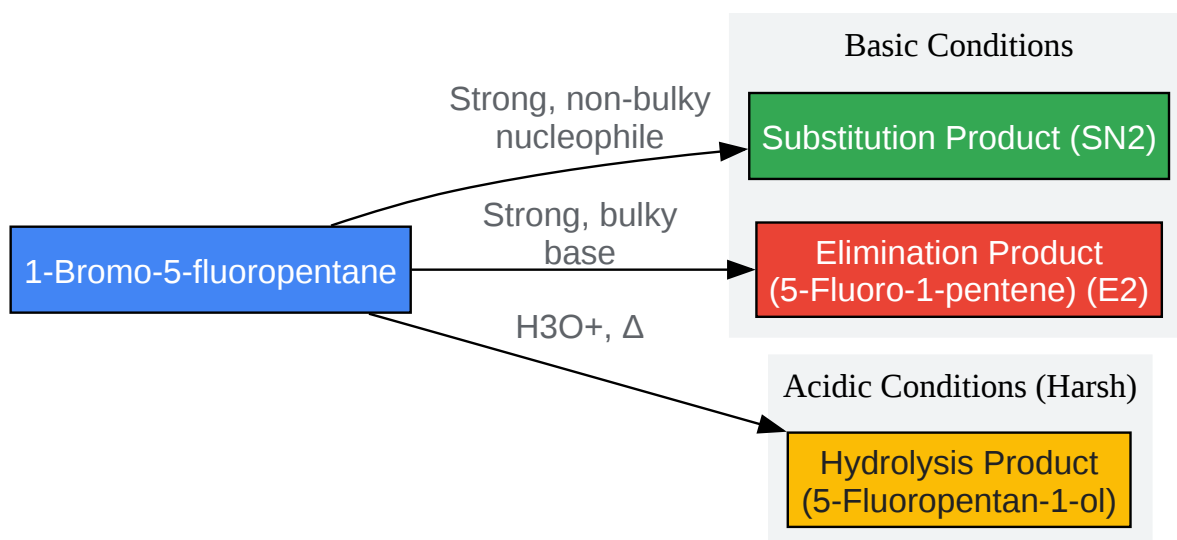 Basic Conditions
Strong, non-bulky
nucleophile
Substitution Product (SN2)
Strong, bulky
base
1-Bromo-5-fluoropentane
Elimination Product
(5-Fluoro-1-pentene) (E2)
H3O+, Δ
Acidic Conditions (Harsh)
Hydrolysis Product
(5-Fluoropentan-1-ol)